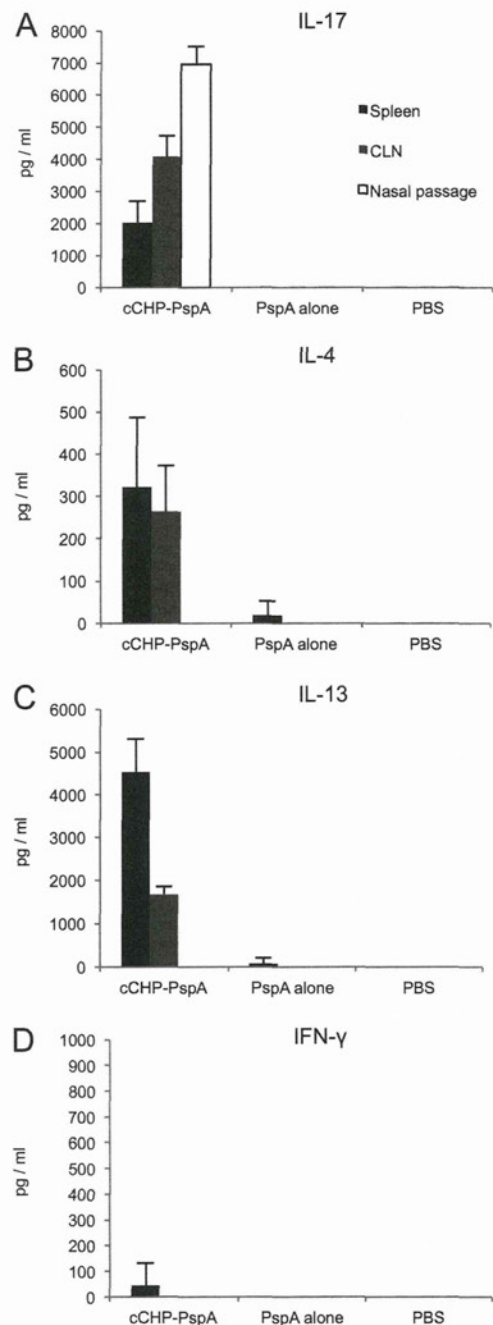 A
IL-17
8000
7000
6000
5000
4000
3000
2000
1000
0
pg / ml
Spleen
CLN
Nasal passage
cCHP-PspA PspA alone PBS
B
IL-4
600
500
400
300
200
100
0
pg / ml
cCHP-PspA PspA alone PBS
C
IL-13
6000
5000
4000
3000
2000
1000
0
pg / ml
cCHP-PspA PspA alone PBS
D
IFN-γ
1000
900
800
700
600
500
400
300
200
100
0
pg / ml
cCHP-PspA PspA alone PBS